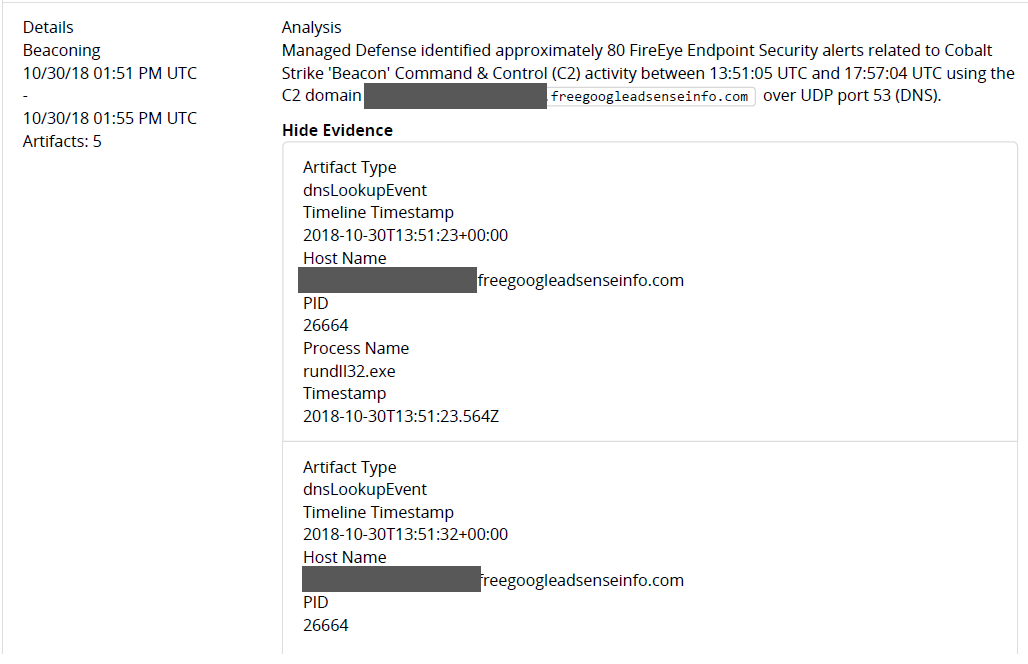 Details
Beaconing
10/30/18 01:51 PM UTC
-
10/30/18 01:55 PM UTC
Artifacts: 5
Analysis
Managed Defense identified approximately 80 FireEye Endpoint Security alerts related to Cobalt
Strike 'Beacon' Command & Control (C2) activity between 13:51:05 UTC and 17:57:04 UTC using the
C2 domain .freegoogleadsenseinfo.com over UDP port 53 (DNS).
Hide Evidence
Artifact Type
dnsLookupEvent
Timeline Timestamp
2018-10-30T13:51:23+00:00
Host Name
freegoogleadsenseinfo.com
PID
26664
Process Name
rundll32.exe
Timestamp
2018-10-30T13:51:23.564Z
Artifact Type
dnsLookupEvent
Timeline Timestamp
2018-10-30T13:51:32+00:00
Host Name
freegoogleadsenseinfo.com
PID
26664